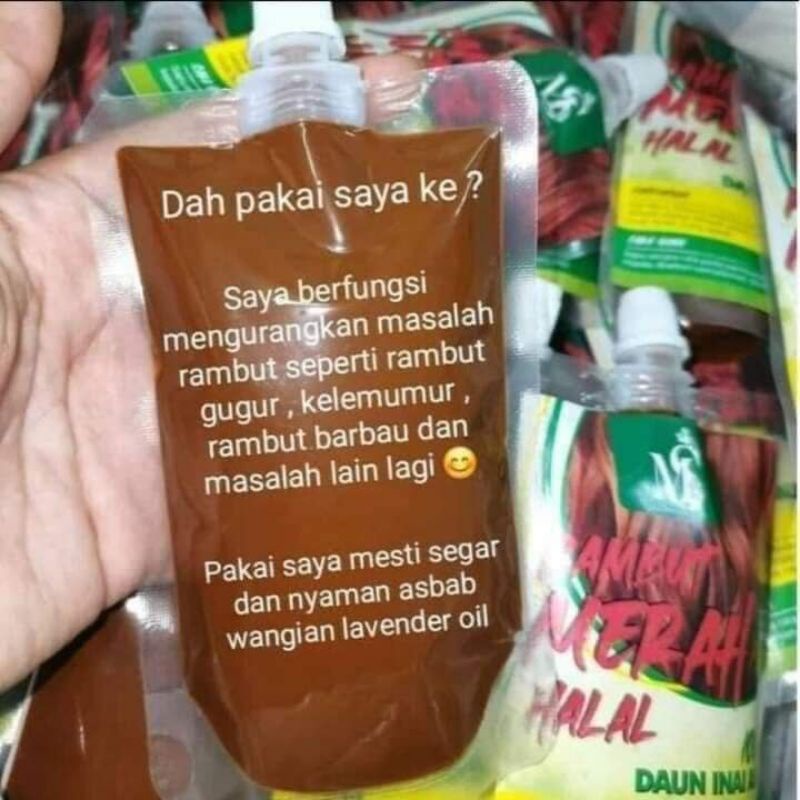 Dah pakai saya ke ?
Saya berfungsi
mengurangkan masalah
rambut seperti rambut
gugur , kelemumur ,
rambut barbau dan
masalah lain lagi 😊
Pakai saya mesti segar
dan nyaman asbab
wangian lavender oil
HALAL
MERAH
HALAL
DAUN INAI